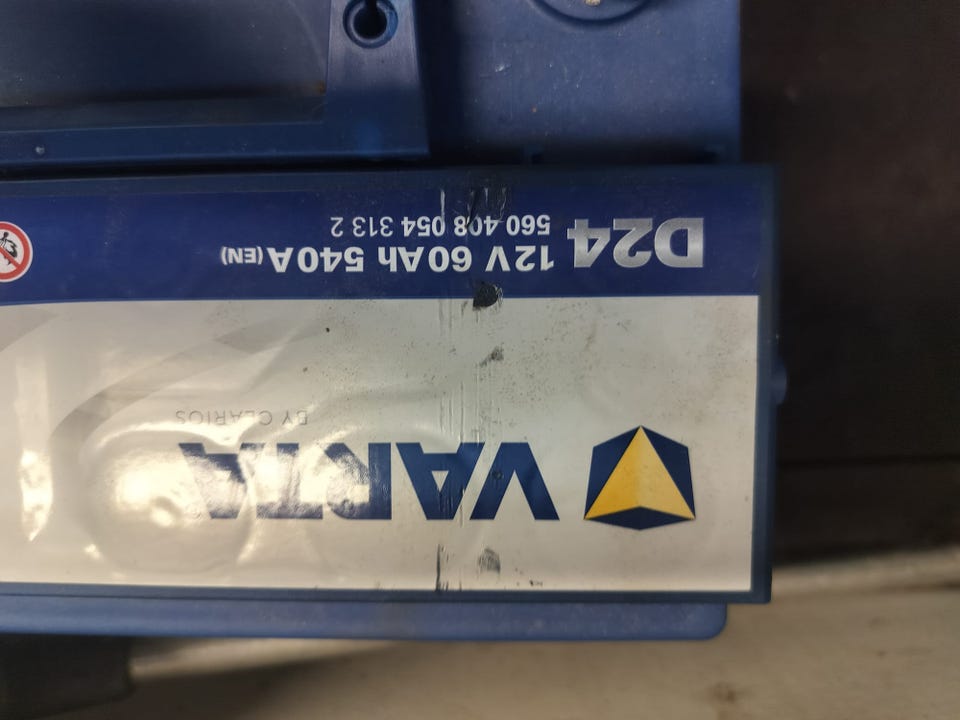 VARTA®
BY CLARIOS
D24
12V 60Ah 540A (EN)
560 408 054 313 2